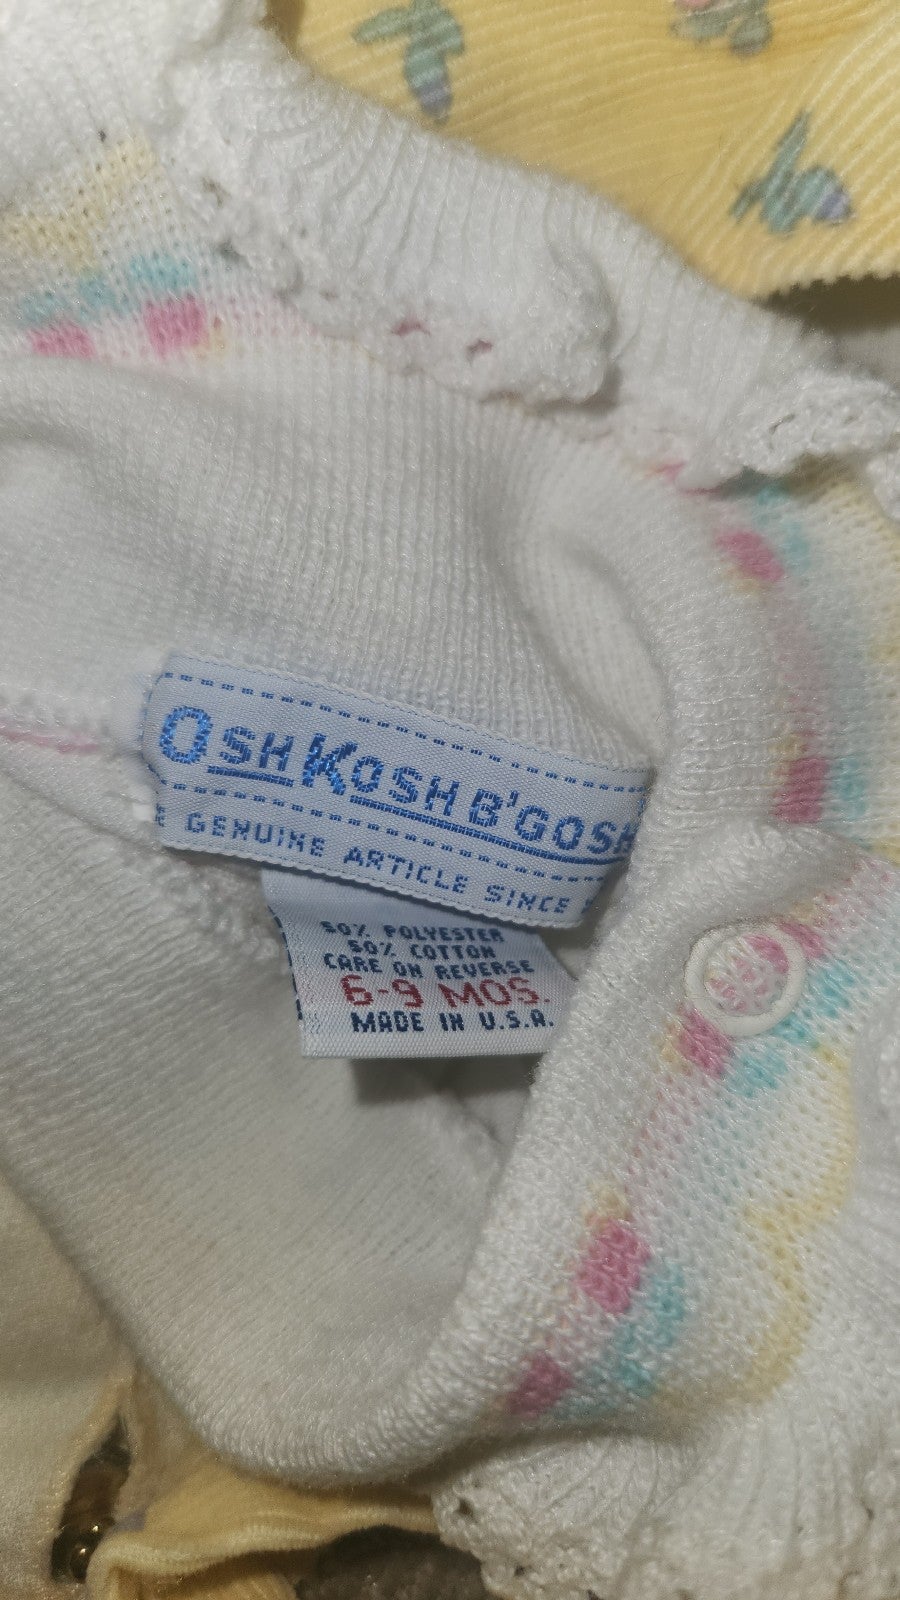 OSHKOSH B'GOSH
GENUINE ARTICLE SINCE
50% POLYESTER
50% COTTON
CARE ON REVERSE
6-9 MOS.
MADE IN U.S.A.